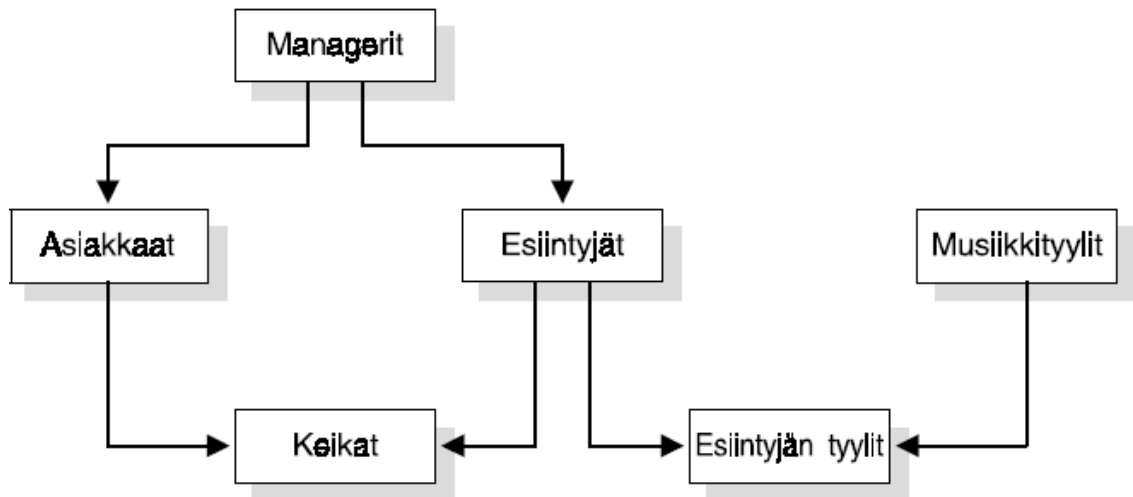 Managerit
Asiakkaat
Esiintyjät
Musiikkityylit
Keikat
Esiintyjän tyylit